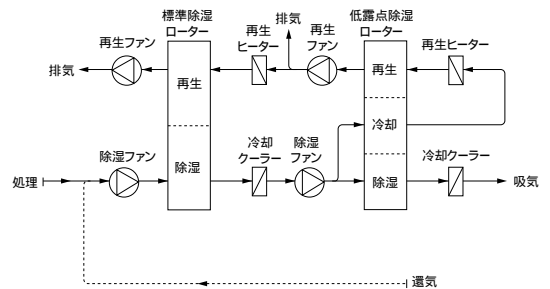 標準除湿
ローター
排気
低露点除湿
ローター
再生ファン
再生
ヒーター
再生
ファン
再生ヒーター
排気
再生
再生
冷却
除湿ファン
冷却
クーラー
除湿
ファン
冷却クーラー
処理
除湿
除湿
吸気
還気